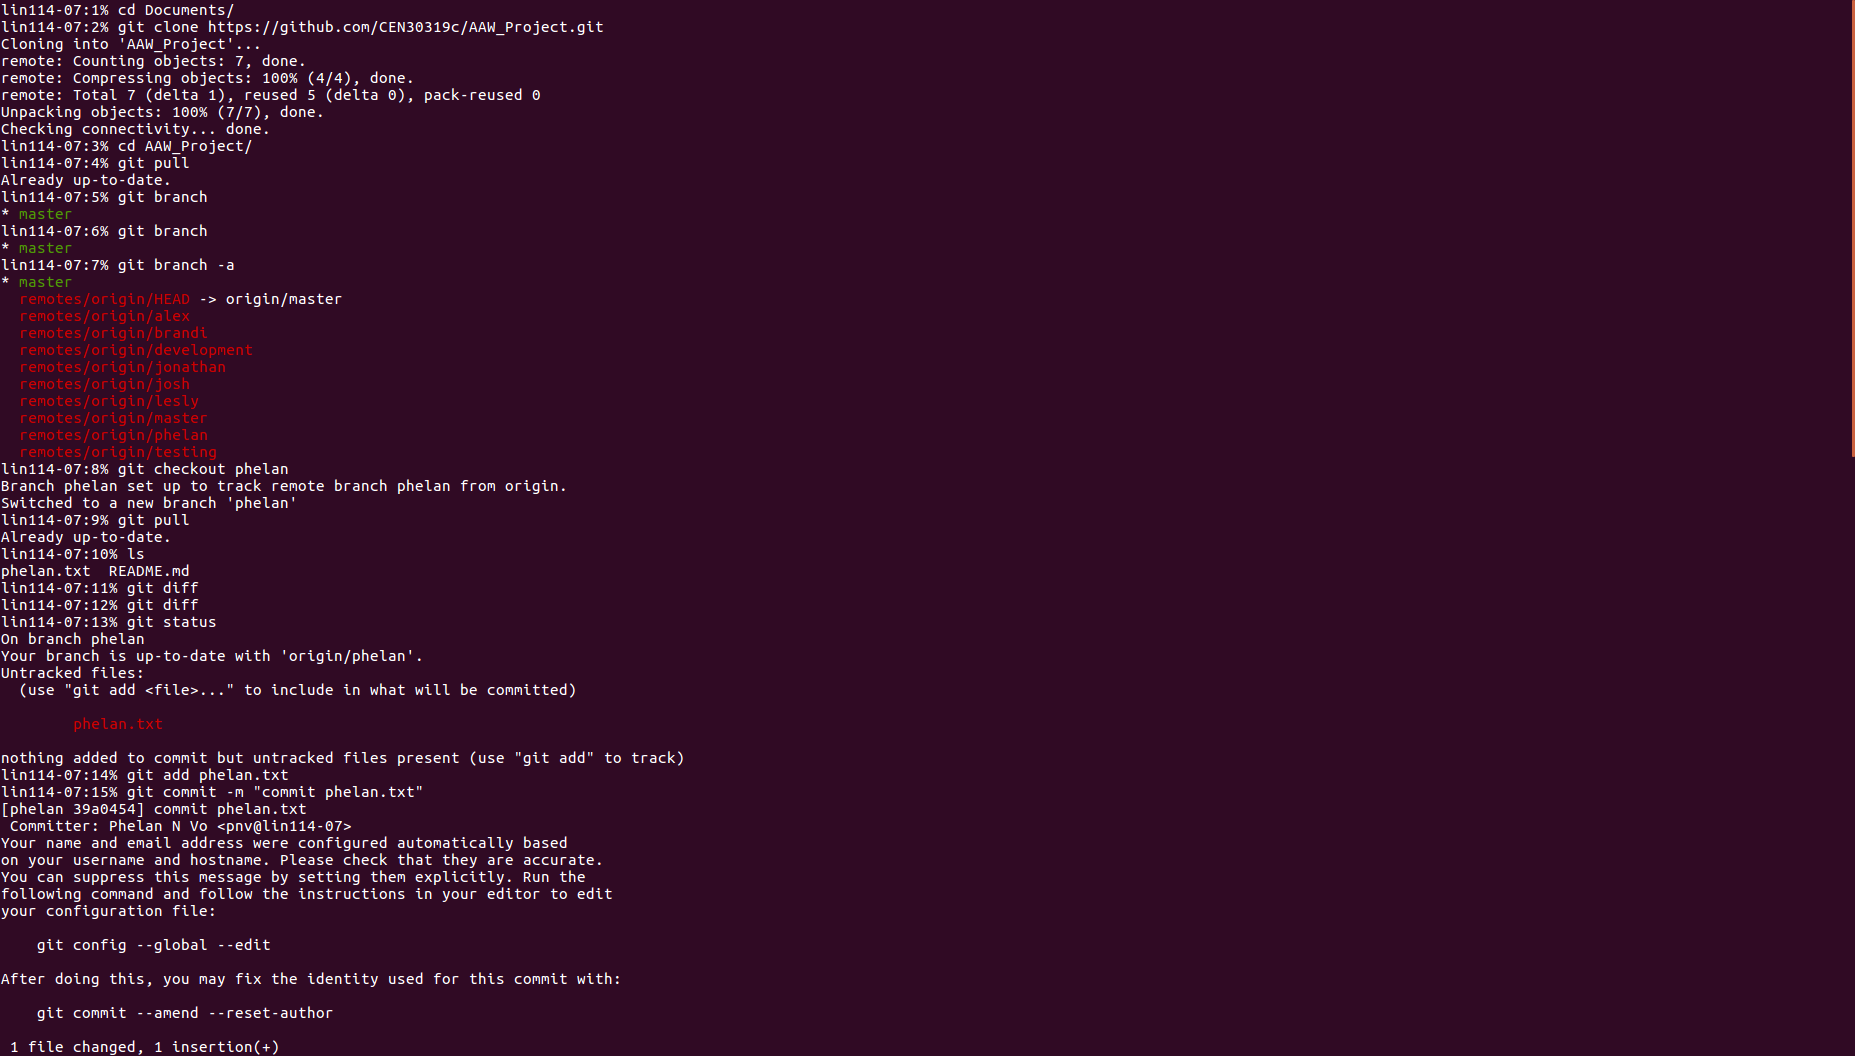 lin114-07:1% cd Documents/
lin114-07:2% git clone https://github.com/CEN30319c/AAW_Project.git
Cloning into 'AAW_Project'...
remote: Counting objects: 7, done.
remote: Compressing objects: 100% (4/4), done.
remote: Total 7 (delta 1), reused 5 (delta 0), pack-reused 0
Unpacking objects: 100% (7/7), done.
Checking connectivity... done.
lin114-07:3% cd AAW_Project/
lin114-07:4% git pull
Already up-to-date.
lin114-07:5% git branch
* master
lin114-07:6% git branch
* master
lin114-07:7% git branch -a
* master
  remotes/origin/HEAD -> origin/master
  remotes/origin/alex
  remotes/origin/brandi
  remotes/origin/development
  remotes/origin/jonathan
  remotes/origin/josh
  remotes/origin/lesly
  remotes/origin/master
  remotes/origin/phelan
  remotes/origin/testing
lin114-07:8% git checkout phelan
Branch phelan set up to track remote branch phelan from origin.
Switched to a new branch 'phelan'
lin114-07:9% git pull
Already up-to-date.
lin114-07:10% ls
phelan.txt  README.md
lin114-07:11% git diff
lin114-07:12% git diff
lin114-07:13% git status
On branch phelan
Your branch is up-to-date with 'origin/phelan'.
Untracked files:
  (use "git add <file>..." to include in what will be committed)
        phelan.txt
nothing added to commit but untracked files present (use "git add" to track)
lin114-07:14% git add phelan.txt
lin114-07:15% git commit -m "commit phelan.txt"
[phelan 39a0454] commit phelan.txt
 Committer: Phelan N Vo <pnv@lin114-07>
Your name and email address were configured automatically based
on your username and hostname. Please check that they are accurate.
You can suppress this message by setting them explicitly. Run the
following command and follow the instructions in your editor to edit
your configuration file:
    git config --global --edit
After doing this, you may fix the identity used for this commit with:
    git commit --amend --reset-author
 1 file changed, 1 insertion(+)